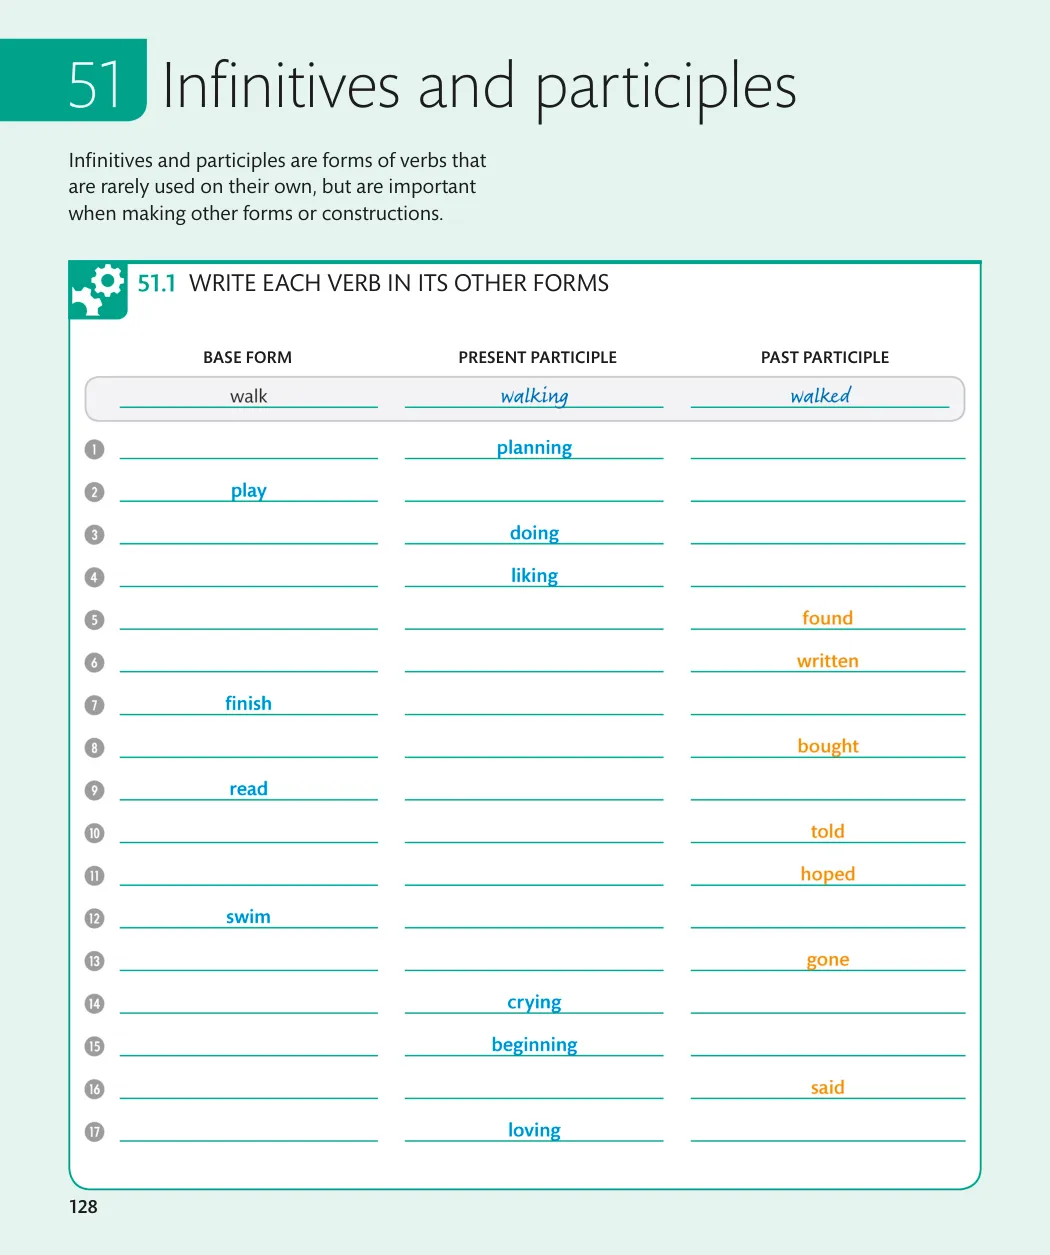 51 Infinitives and participles
Infinitives and participles are forms of verbs that
are rarely used on their own, but are important
when making other forms or constructions.
51.1 WRITE EACH VERB IN ITS OTHER FORMS
BASE FORM PRESENT PARTICIPLE PAST PARTICIPLE
walk walking walked
1 planning
2 play
3 doing
4 liking
5 found
6 written
7 finish
8 bought
9 read
10 told
11 hoped
12 swim
13 gone
14 crying
15 beginning
16 said
17 loving
128